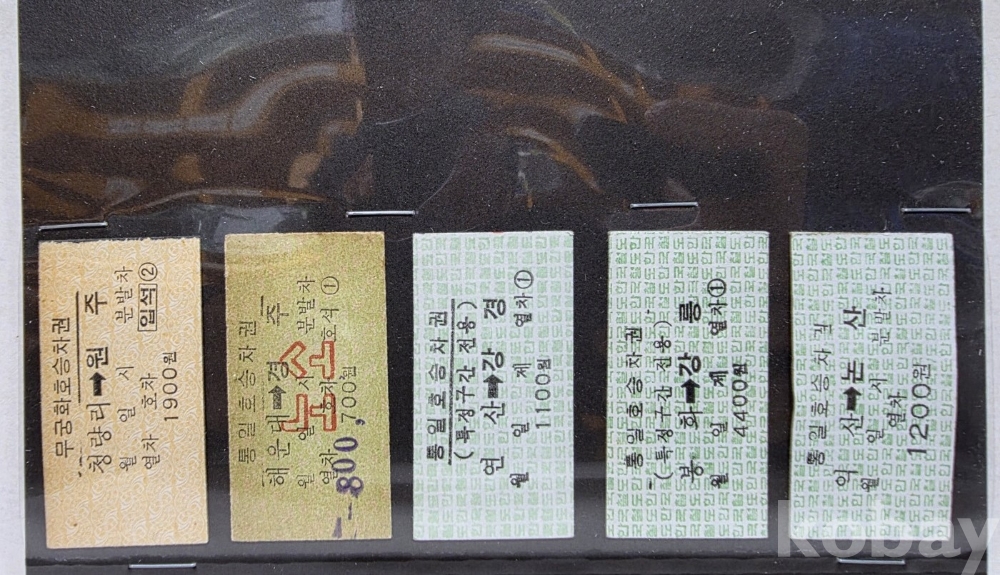 무궁화호승차권
청량리➡원주
월 일 시 분발차
열차 호차 입석②
1900원
통일호승차권
해운대➡경주
월 일 시 분발차
열차 호차 호석①
700원
800,
통일호승차권
(특정구간 전용)
연산➡강경
월 일 제 열차①
1100원
통일호승차권
(특정구간 전용)
봉화➡강릉
월 일 제 열차①
4400원
통일호승차권
익산➡논산
월 일 시 분발차
열차
1200원
kobay